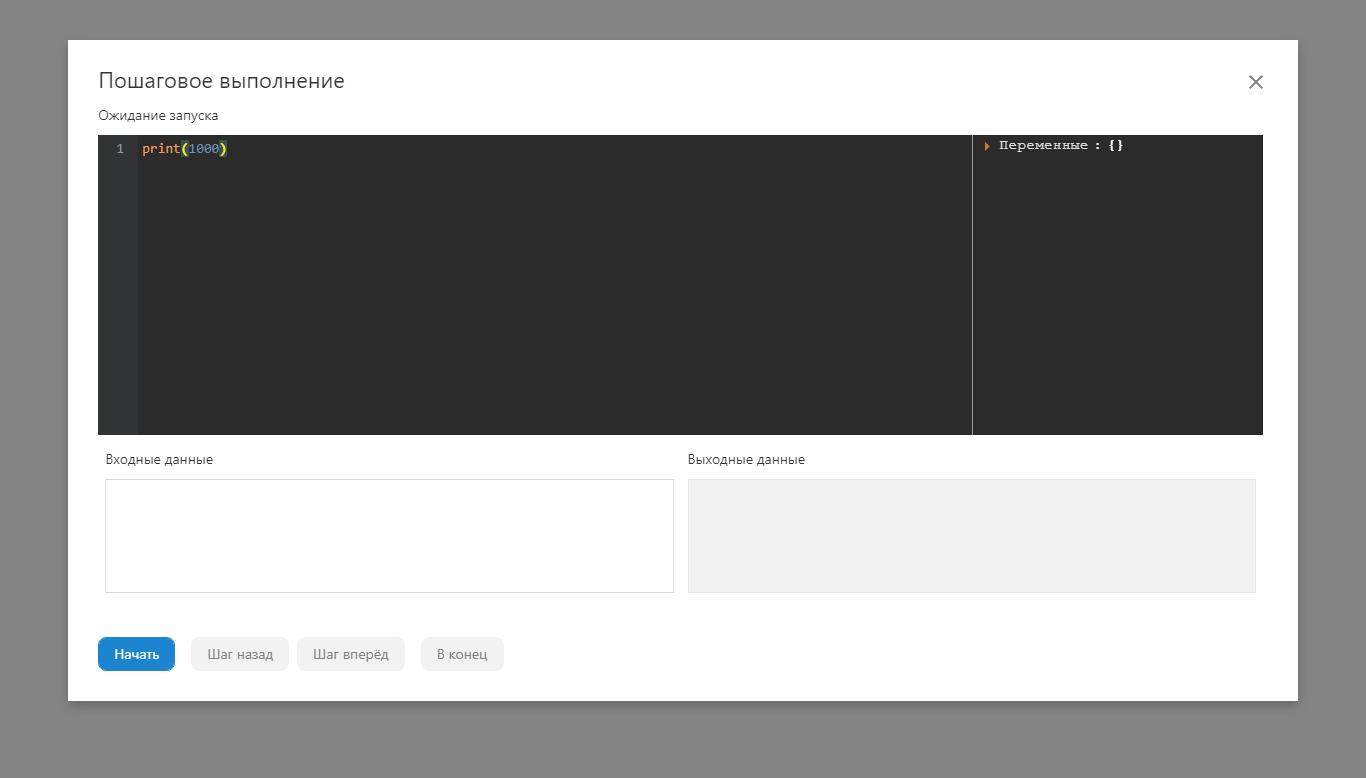 Пошаговое выполнение
Ожидание запуска
1 print(1000)
Переменные : {}
Входные данные
Выходные данные
Начать
Шаг назад
Шаг вперёд
В конец